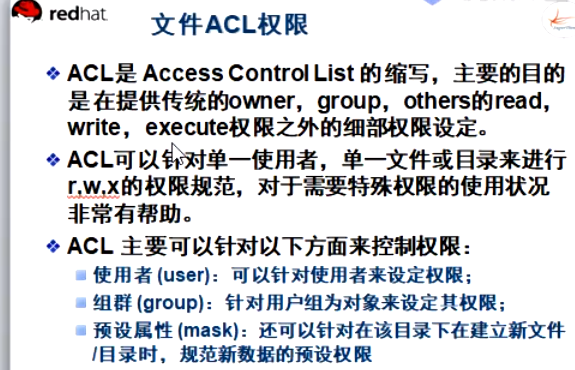 redhat
文件ACL权限
ACL是 Access Control List 的缩写，主要的目的
是在提供传统的owner，group，others的read，
write，execute权限之外的细部权限设定。
ACL可以针对单一使用者，单一文件或目录来进行
r,w,x的权限规范，对于需要特殊权限的使用状况
非常有帮助。
ACL 主要可以针对以下方面来控制权限：
使用者 (user)：可以针对使用者来设定权限；
组群 (group)：针对用户组为对象来设定其权限；
预设属性 (mask)：还可以针对在该目录下在建立新文件
/目录时，规范新数据的预设权限